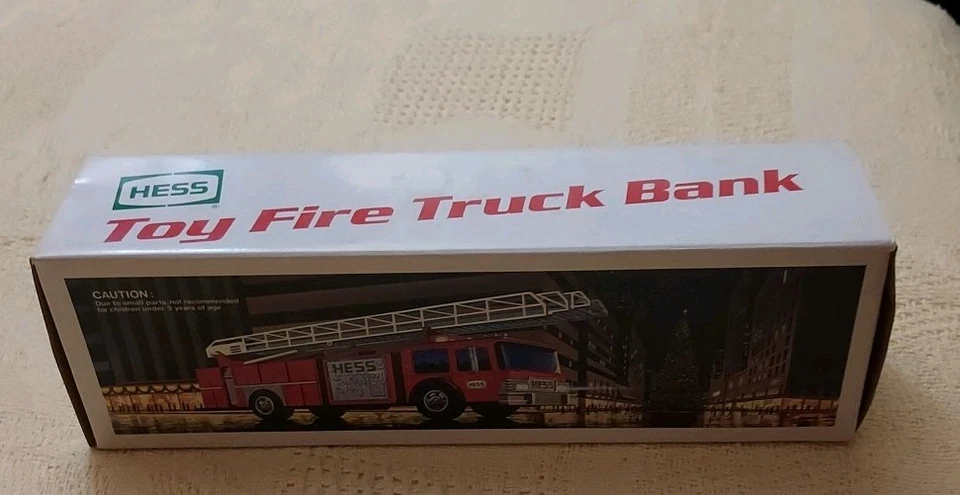 HESS®
Toy Fire Truck Bank
CAUTION:
Due to small parts, not recommended
for children under 3 years of age
HESS
HESS
HESS